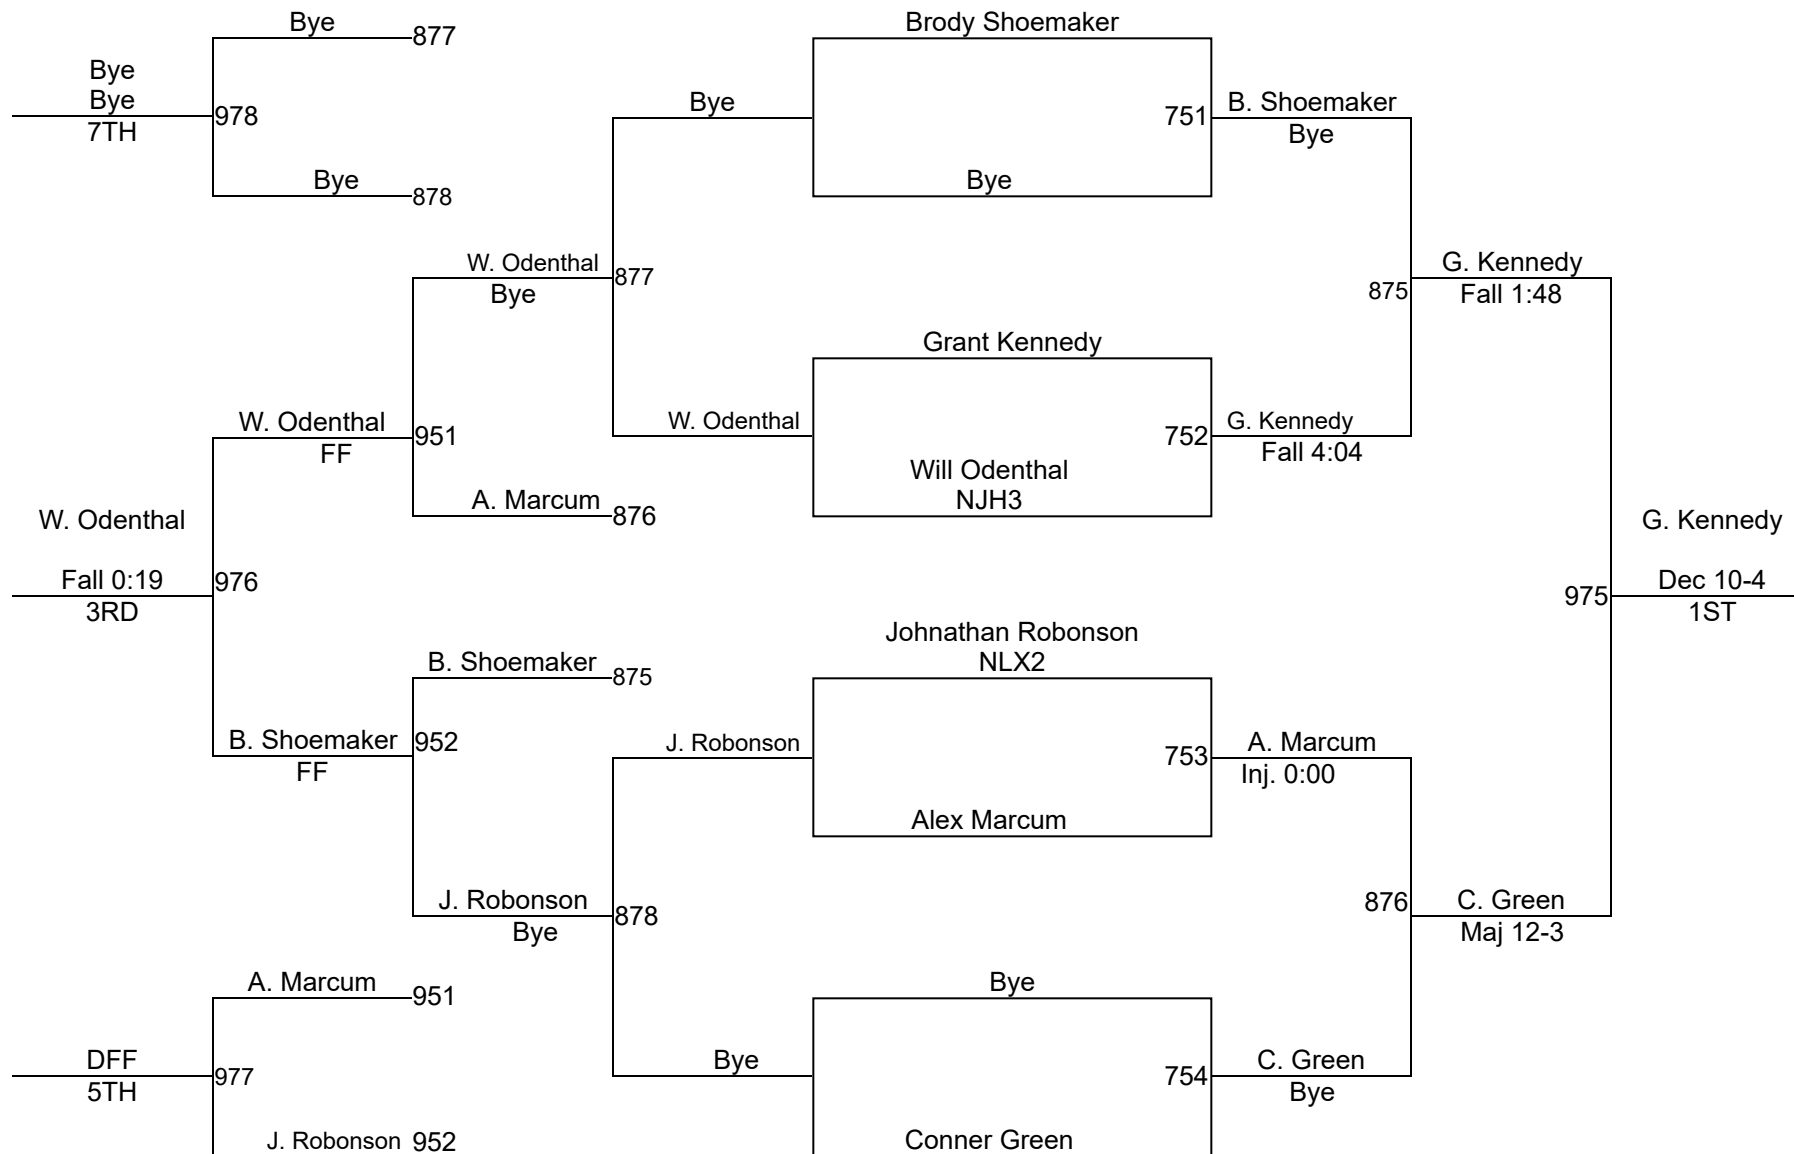 Bye
877
Bye
Bye
7TH
978
Bye
878
Brody Shoemaker
Bye
751
B. Shoemaker
Bye
Bye
W. Odenthal
Bye
877
875
G. Kennedy
Fall 1:48
Grant Kennedy
W. Odenthal
FF
951
W. Odenthal
752
G. Kennedy
Fall 4:04
Will Odenthal
NJH3
A. Marcum
876
W. Odenthal
Fall 0:19
3RD
976
G. Kennedy
975
Dec 10-4
1ST
Johnathan Robonson
NLX2
B. Shoemaker
875
B. Shoemaker
FF
952
J. Robonson
753
A. Marcum
Inj. 0:00
Alex Marcum
J. Robonson
Bye
878
876
C. Green
Maj 12-3
A. Marcum
951
Bye
DFF
5TH
977
Bye
754
C. Green
Bye
J. Robonson
952
Conner Green